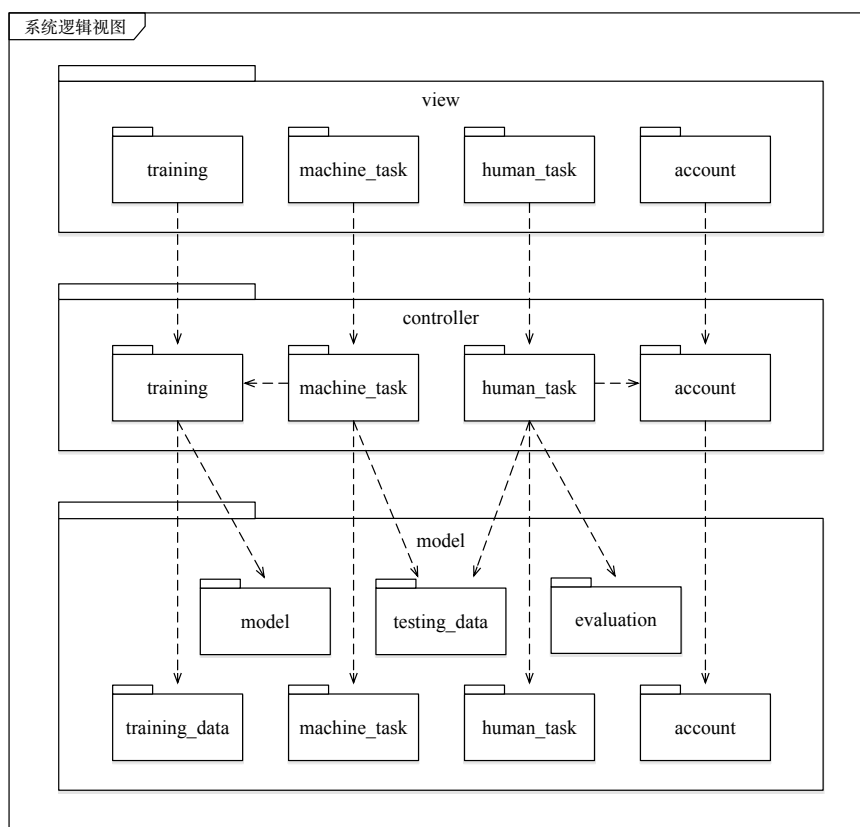 系统逻辑视图
view
training
machine_task
human_task
account
controller
training
machine_task
human_task
account
model
model
testing_data
evaluation
training_data
machine_task
human_task
account